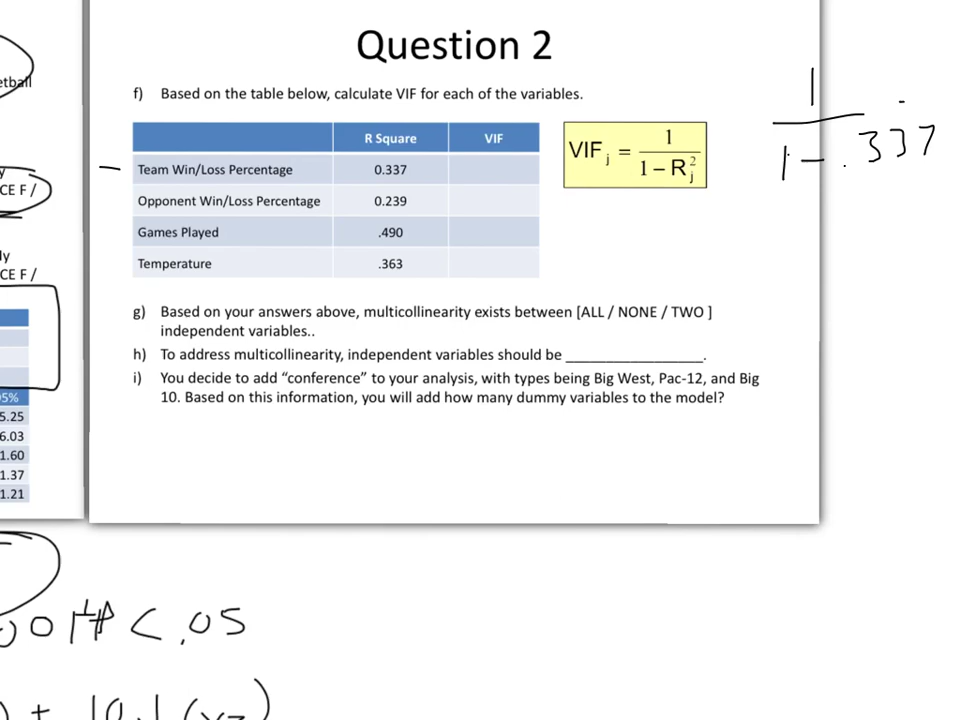 Question 2
etball
f) Based on the table below, calculate VIF for each of the variables.
R Square VIF
Team Win/Loss Percentage 0.337
Opponent Win/Loss Percentage 0.239
Games Played .490
Temperature .363
VIF j = 1 / 1 − R j 2
1
1 - .337
y
CE F /
ly
CE F /
g) Based on your answers above, multicollinearity exists between [ALL / NONE / TWO ]
independent variables..
h) To address multicollinearity, independent variables should be _________________.
i) You decide to add “conference” to your analysis, with types being Big West, Pac-12, and Big
10. Based on this information, you will add how many dummy variables to the model?
95%
5.25
6.03
1.60
1.37
1.21
< .05